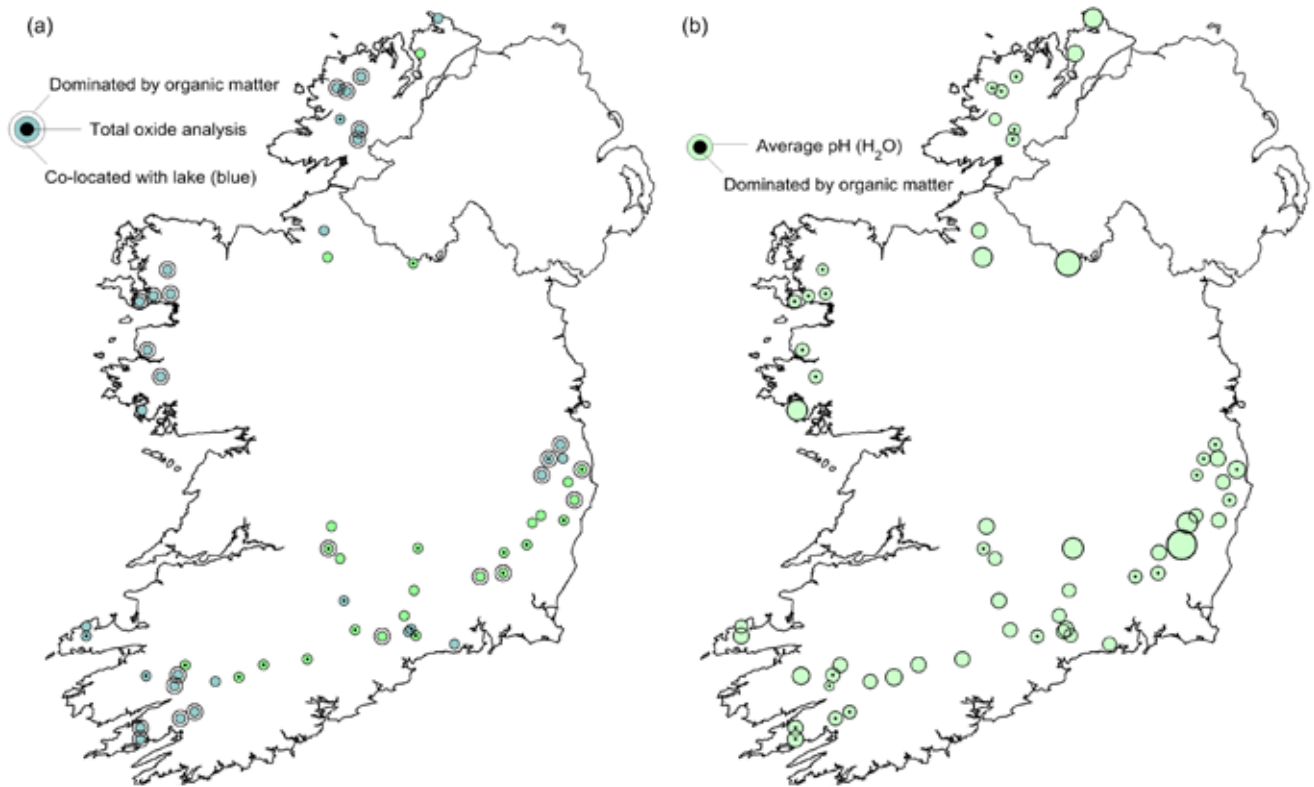 (a)
Dominated by organic matter
Total oxide analysis
Co-located with lake (blue)
(b)
Average pH (H₂O)
Dominated by organic matter